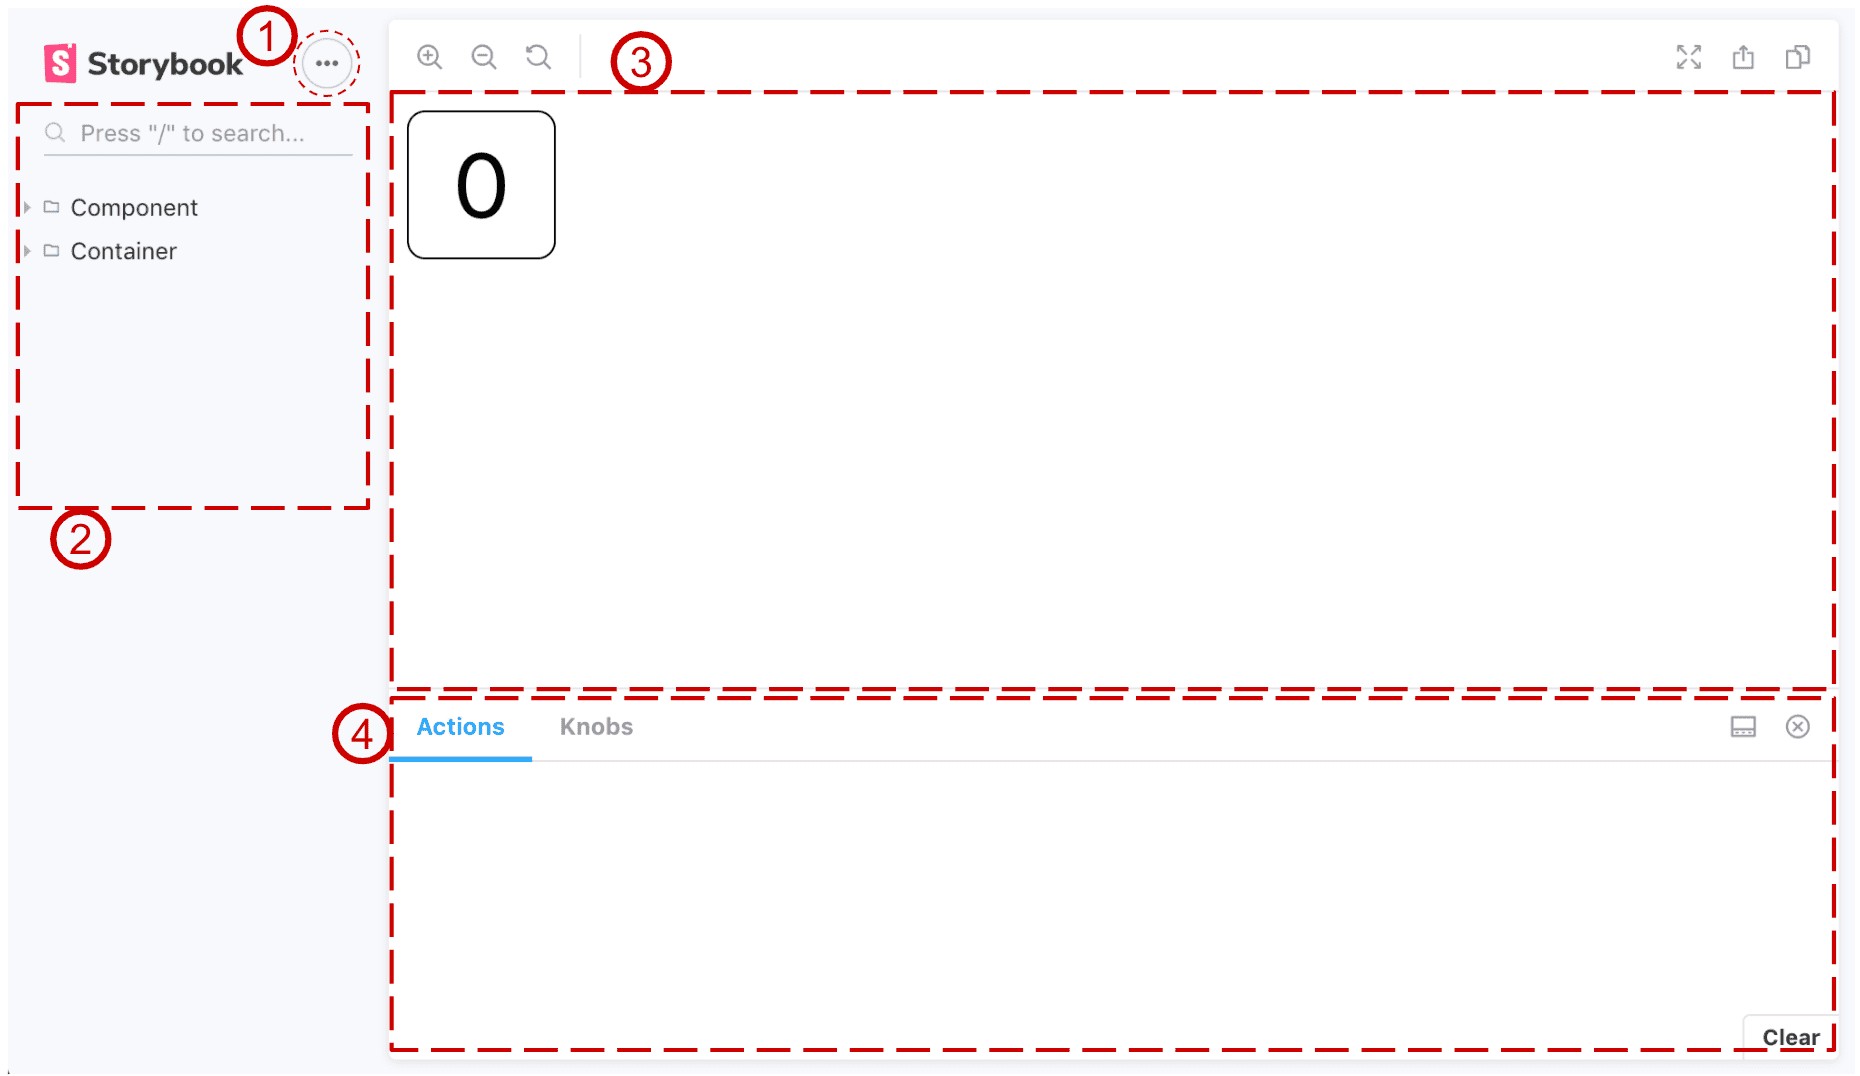 1
S Storybook
Press "/" to search...
Component
Container
2
3
0
4
Actions Knobs
Clear